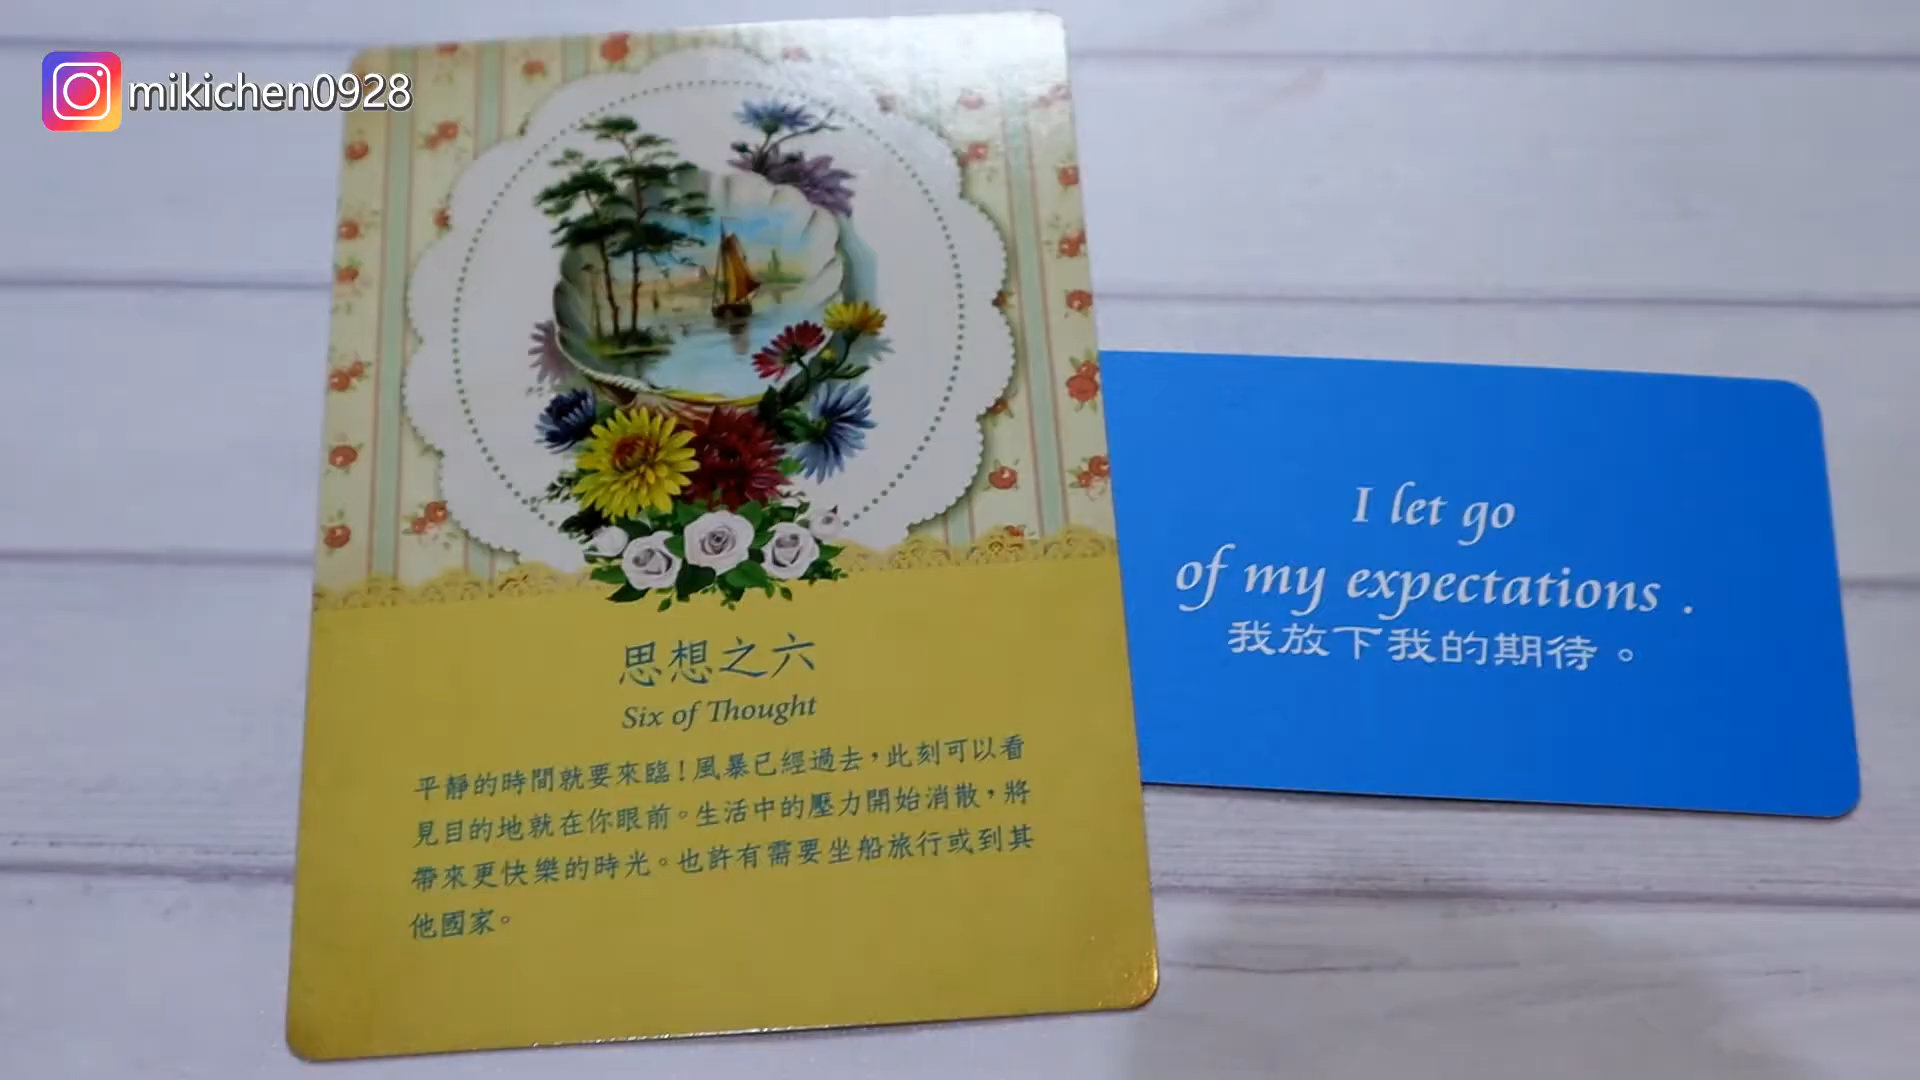 mikichen0928
思想之六
Six of Thought
平靜的時間就要來臨！風暴已經過去，此刻可以看
見目的地就在你眼前。生活中的壓力開始消散，將
帶來更快樂的時光。也許有需要坐船旅行或到其
他國家。
I let go
of my expectations .
我放下我的期待。